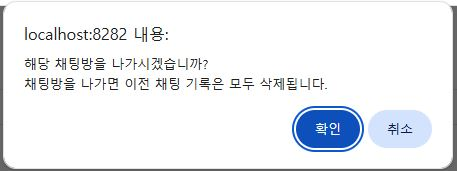 localhost:8282 내용:
해당 채팅방을 나가시겠습니까?
채팅방을 나가면 이전 채팅 기록은 모두 삭제됩니다.
확인
취소